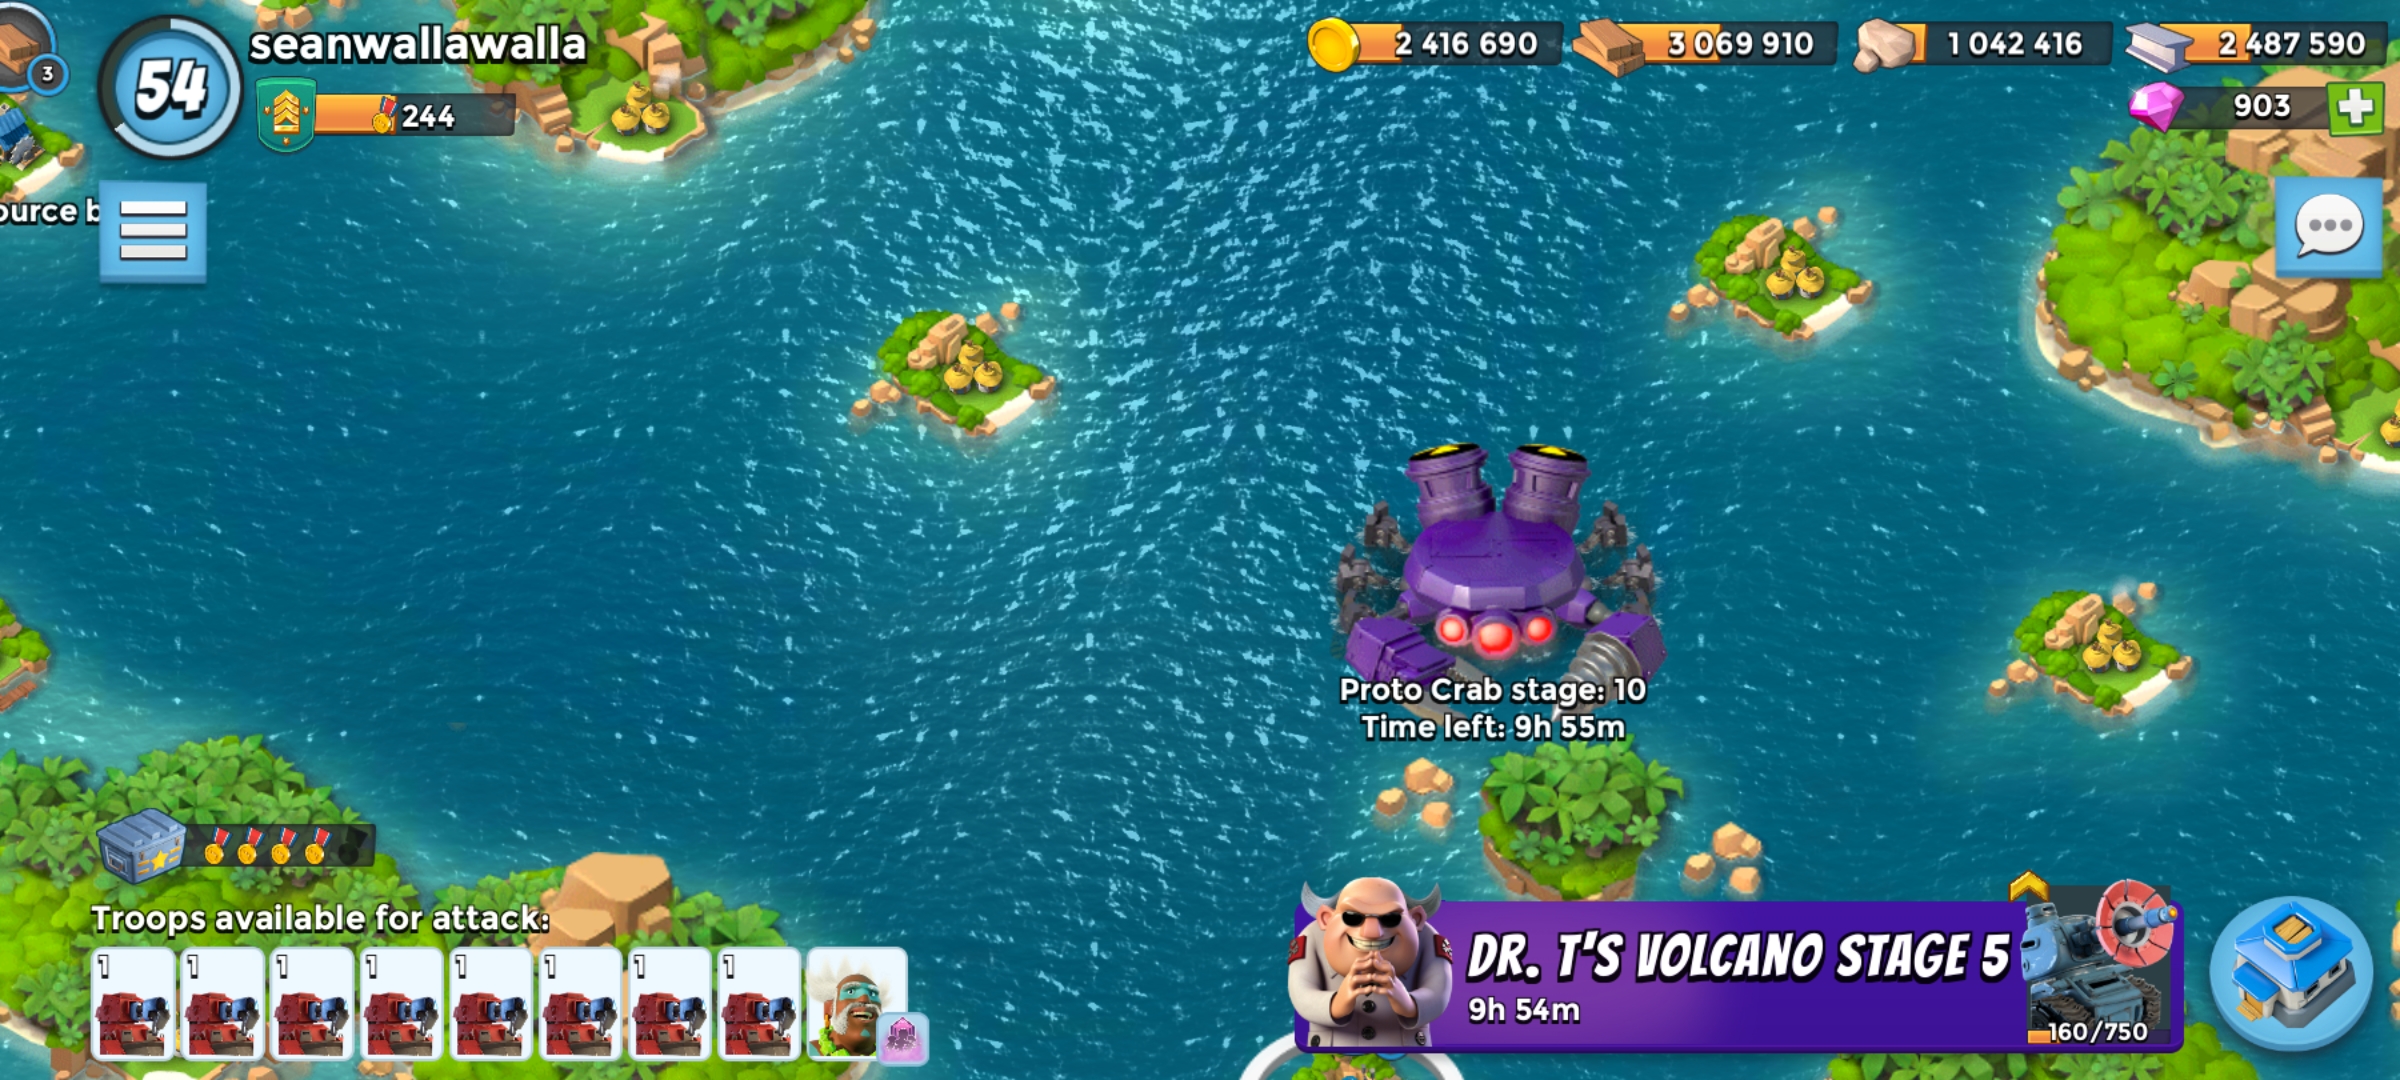 3
54
seanwallawalla
244
2 416 690
3 069 910
1 042 416
2 487 590
903
ource b
Proto Crab stage: 10
Time left: 9h 55m
Troops available for attack:
1 1 1 1 1 1 1 1
DR. T'S VOLCANO STAGE 5
9h 54m
160/750